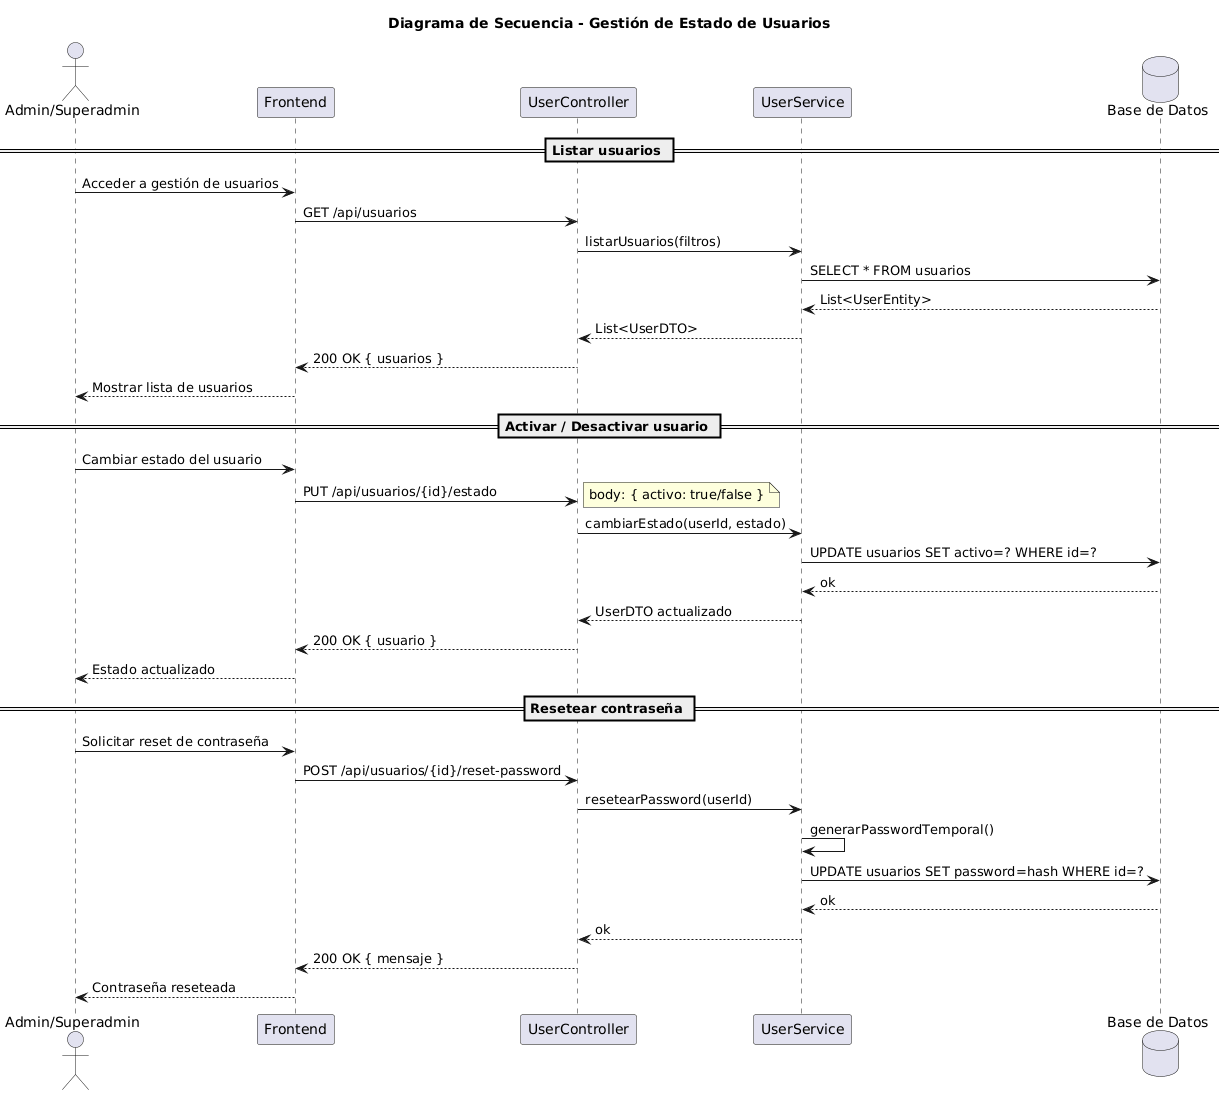 Diagrama de Secuencia - Gestión de Estado de Usuarios
Admin/Superadmin
Frontend
UserController
UserService
Base de Datos
Listar usuarios
Acceder a gestión de usuarios
GET /api/usuarios
listarUsuarios(filtros)
SELECT * FROM usuarios
List<UserEntity>
List<UserDTO>
200 OK { usuarios }
Mostrar lista de usuarios
Activar / Desactivar usuario
Cambiar estado del usuario
PUT /api/usuarios/{id}/estado
body: { activo: true/false }
cambiarEstado(userId, estado)
UPDATE usuarios SET activo=? WHERE id=?
ok
UserDTO actualizado
200 OK { usuario }
Estado actualizado
Resetear contraseña
Solicitar reset de contraseña
POST /api/usuarios/{id}/reset-password
resetearPassword(userId)
generarPasswordTemporal()
UPDATE usuarios SET password=hash WHERE id=?
ok
ok
200 OK { mensaje }
Contraseña reseteada
Admin/Superadmin
Frontend
UserController
UserService
Base de Datos